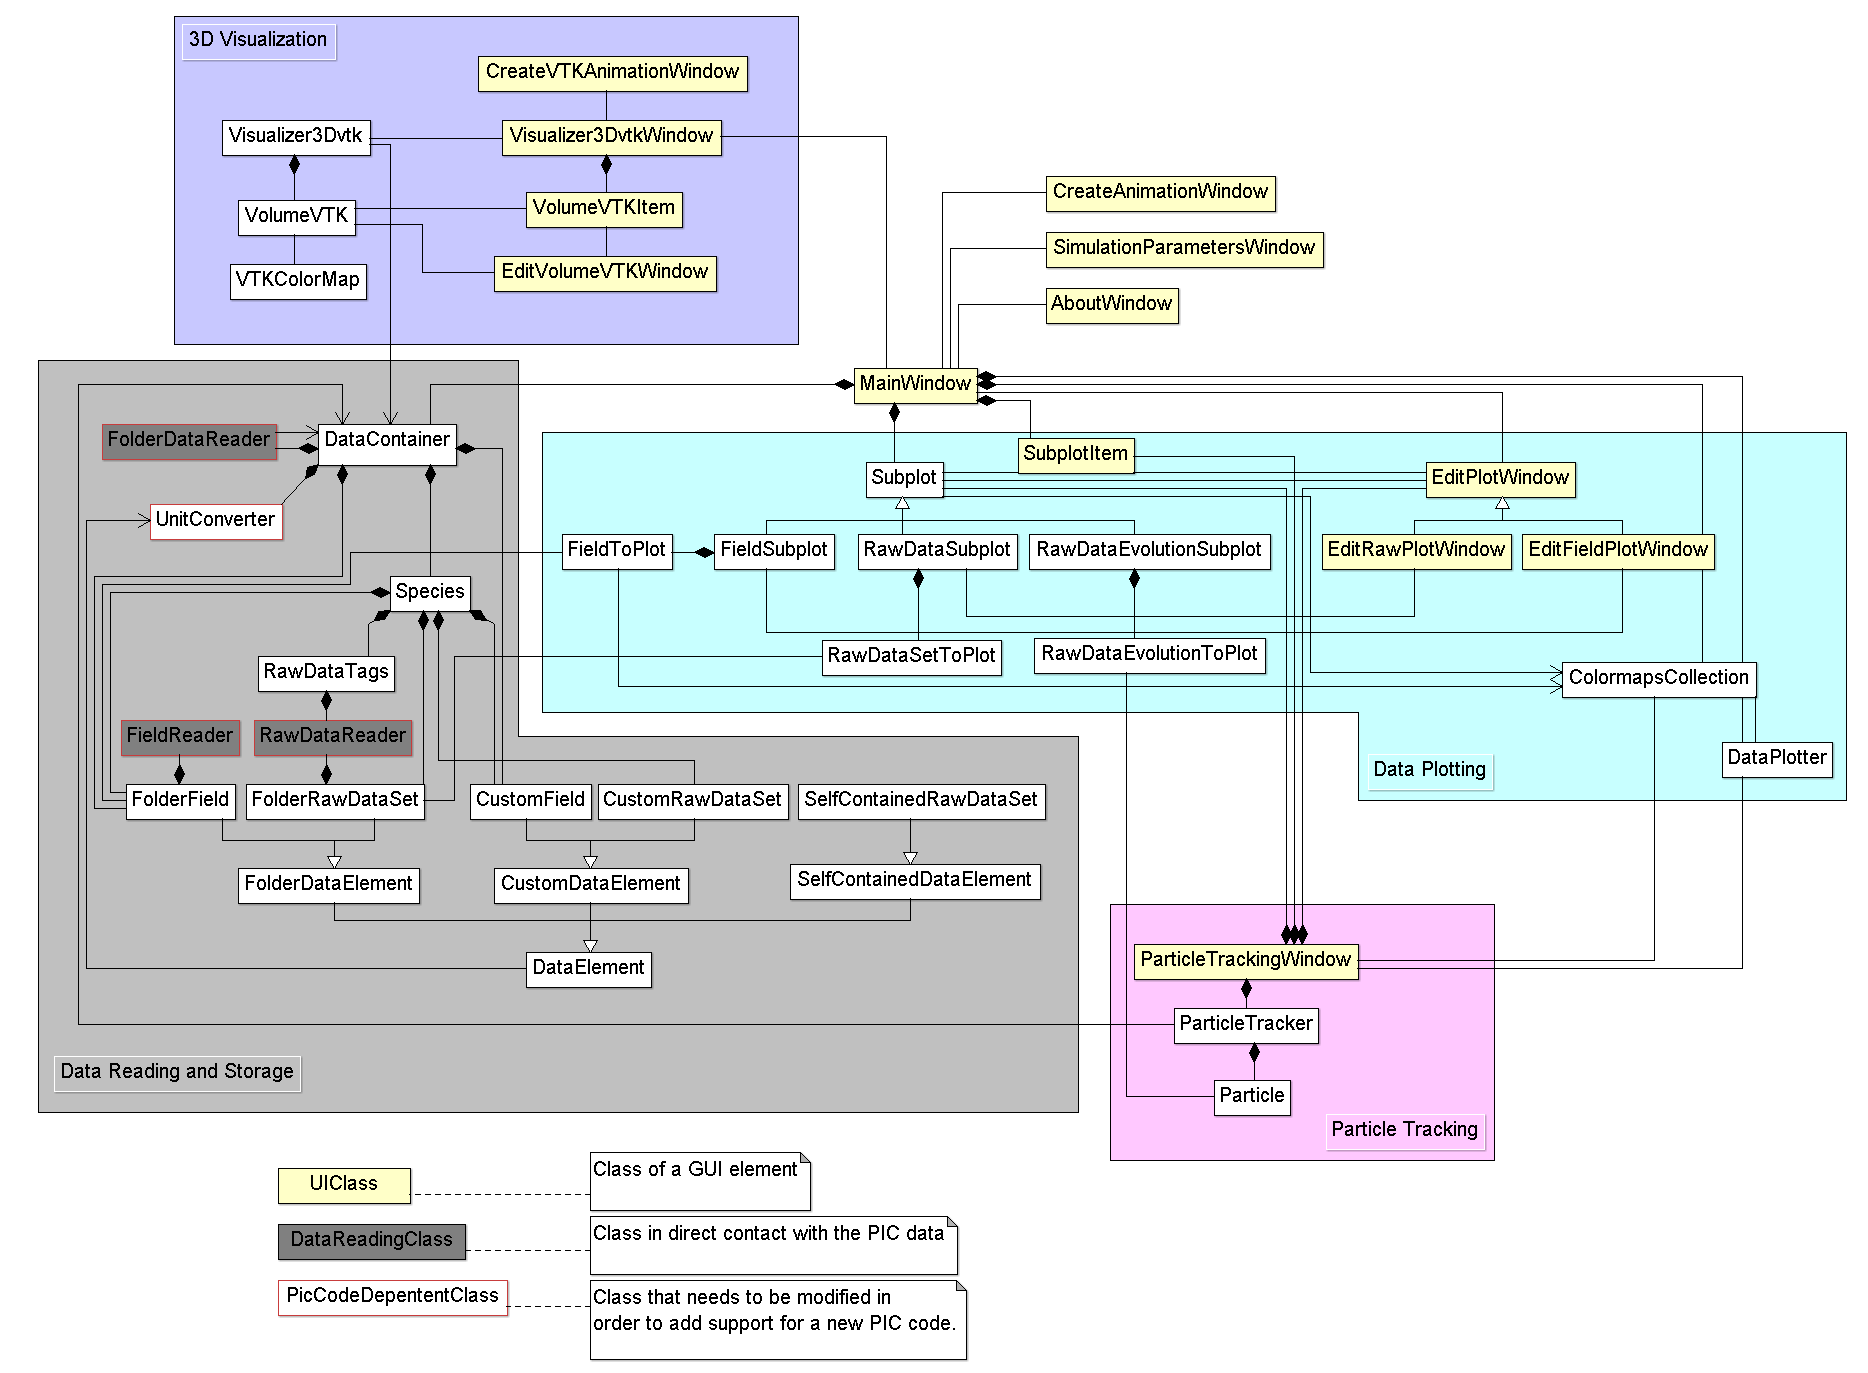 3D Visualization
CreateVTKAnimationWindow
Visualizer3Dvtk
Visualizer3DvtkWindow
VolumeVTK
VolumeVTKItem
VTKColorMap
EditVolumeVTKWindow
CreateAnimationWindow
SimulationParametersWindow
AboutWindow
MainWindow
FolderDataReader
DataContainer
UnitConverter
Species
RawDataTags
FieldReader
RawDataReader
FolderField
FolderRawDataSet
CustomField
CustomRawDataSet
SelfContainedRawDataSet
FolderDataElement
CustomDataElement
SelfContainedDataElement
DataElement
Data Reading and Storage
SubplotItem
Subplot
EditPlotWindow
FieldToPlot
FieldSubplot
RawDataSubplot
RawDataEvolutionSubplot
EditRawPlotWindow
EditFieldPlotWindow
RawDataSetToPlot
RawDataEvolutionToPlot
ColormapsCollection
DataPlotter
Data Plotting
ParticleTrackingWindow
ParticleTracker
Particle
Particle Tracking
UIClass
Class of a GUI element
DataReadingClass
Class in direct contact with the PIC data
PicCodeDepententClass
Class that needs to be modified in
order to add support for a new PIC code.